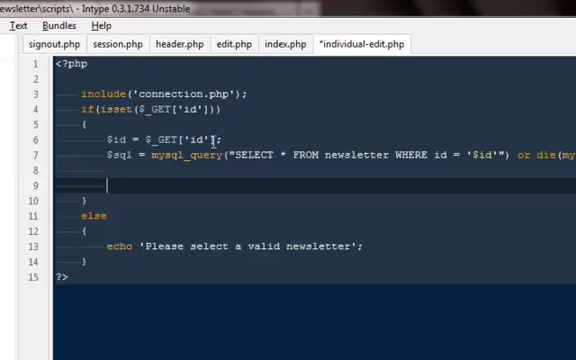 ewsletter\scripts\ - Intype 0.3.1.734 Unstable
Text Bundles Help
signout.php session.php header.php edit.php index.php *individual-edit.php
1 <?php
2
3 include('connection.php');
4 if(isset($_GET['id']))
5 {
6 $id = $_GET['id'];
7 $sql = mysql_query("SELECT * FROM newsletter WHERE id = '$id'") or die(my
8
9
10 }
11 else
12 {
13 echo 'Please select a valid newsletter';
14 }
15 ?>